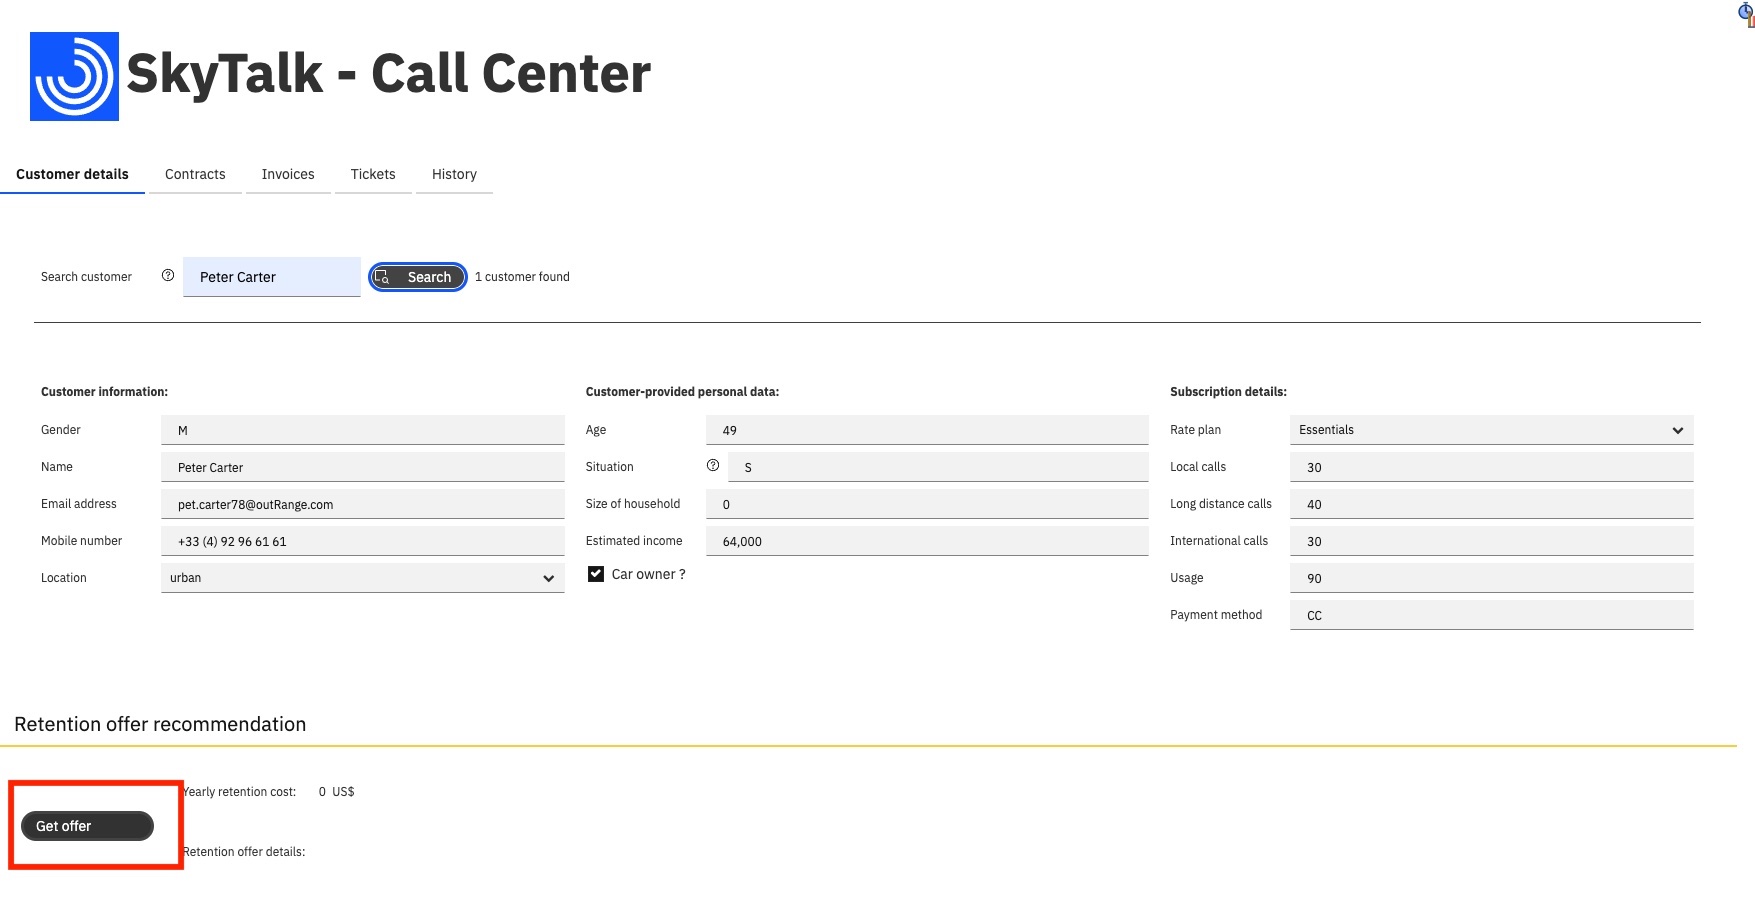 SkyTalk - Call Center
Customer details Contracts Invoices Tickets History
Search customer Peter Carter Search 1 customer found
Customer information:
Gender M
Name Peter Carter
Email address pet.carter78@outRange.com
Mobile number +33 (4) 92 96 61 61
Location urban
Customer-provided personal data:
Age 49
Situation S
Size of household 0
Estimated income 64,000
Car owner ?
Subscription details:
Rate plan Essentials
Local calls 30
Long distance calls 40
International calls 30
Usage 90
Payment method CC
Retention offer recommendation
Get offer
Yearly retention cost: 0 US$
Retention offer details: